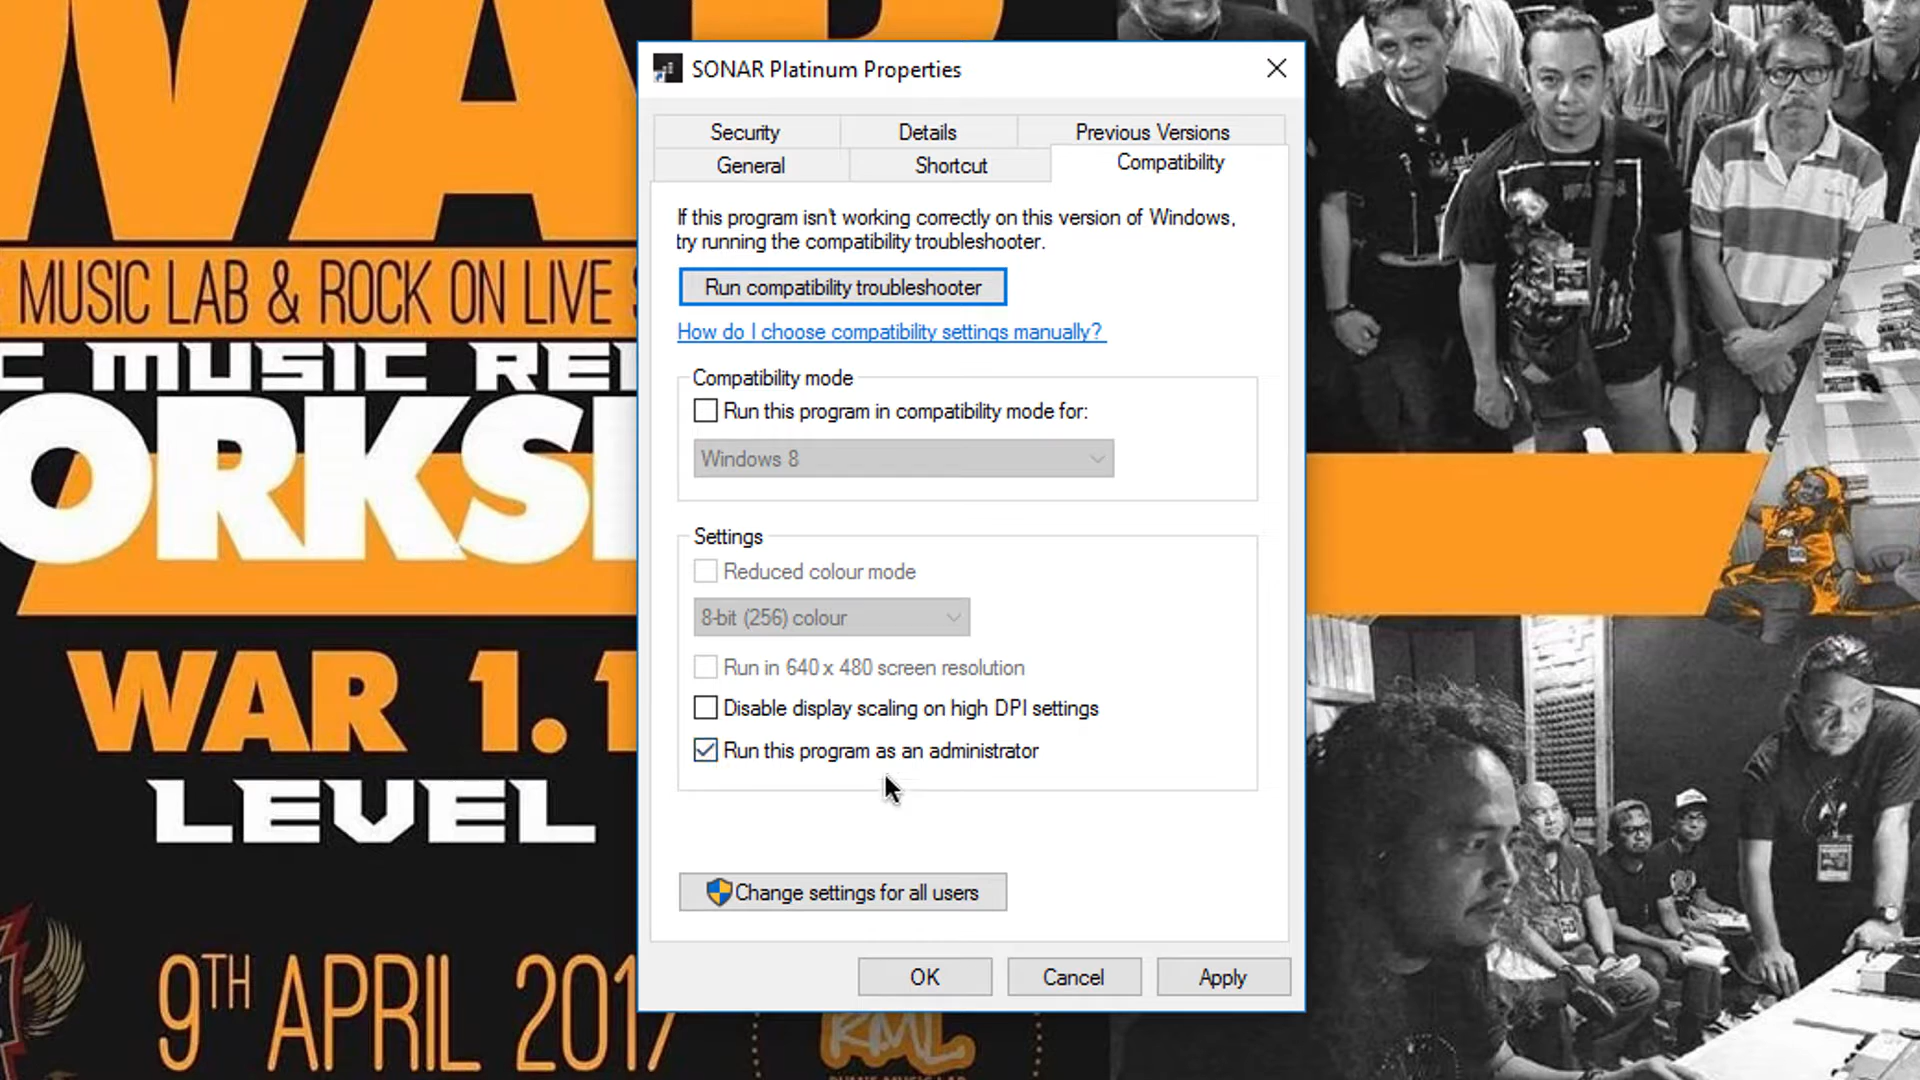 SONAR Platinum Properties
Security
Details
Previous Versions
General
Shortcut
Compatibility
If this program isn't working correctly on this version of Windows,
try running the compatibility troubleshooter.
Run compatibility troubleshooter
How do I choose compatibility settings manually?
Compatibility mode
Run this program in compatibility mode for:
Windows 8
Settings
Reduced colour mode
8-bit (256) colour
Run in 640 x 480 screen resolution
Disable display scaling on high DPI settings
Run this program as an administrator
Change settings for all users
OK
Cancel
Apply
MUSIC LAB & ROCK ON LIVE
C MUSIC
WAR 1.1
LEVEL
9TH APRIL 2017
RML